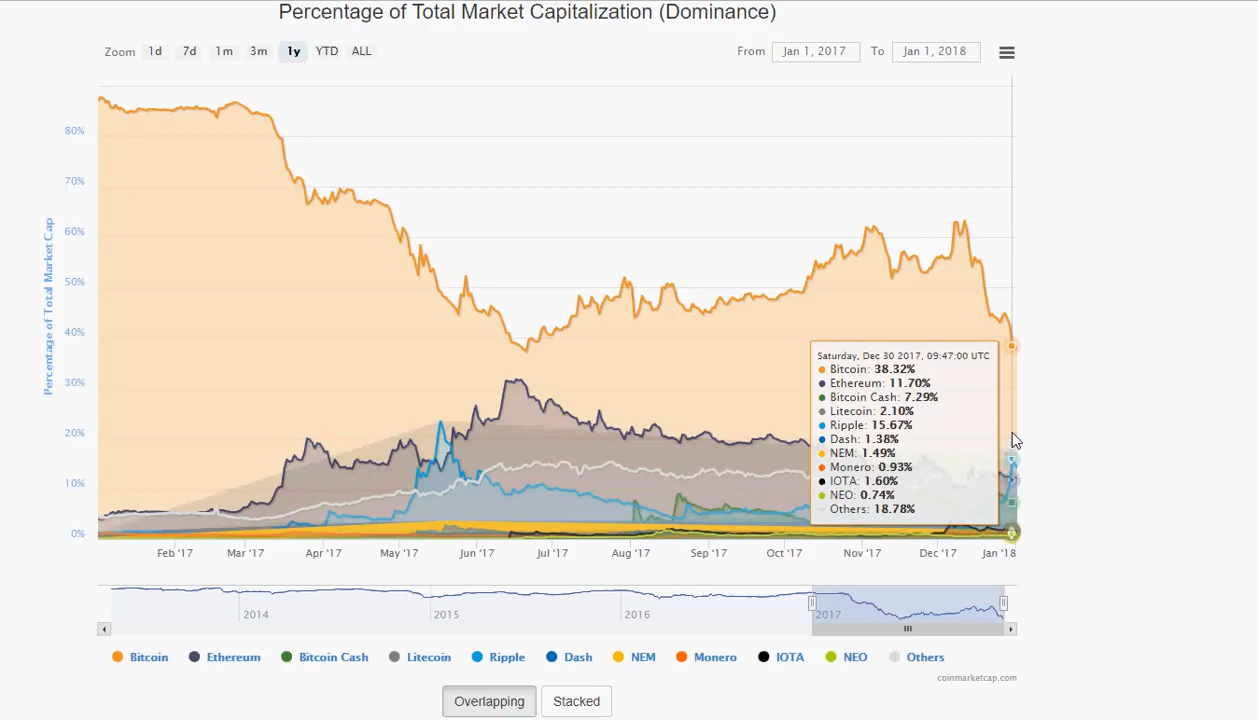 Percentage of Total Market Capitalization (Dominance)
Zoom 1d 7d 1m 3m 1y YTD ALL
From Jan 1, 2017 To Jan 1, 2018
Percentage of Total Market Cap
80%
70%
60%
50%
40%
30%
20%
10%
0%
Saturday, Dec 30 2017, 09:47:00 UTC
Bitcoin: 38.32%
Ethereum: 11.70%
Bitcoin Cash: 7.29%
Litecoin: 2.10%
Ripple: 15.67%
Dash: 1.38%
NEM: 1.49%
Monero: 0.93%
IOTA: 1.60%
NEO: 0.74%
Others: 18.78%
Feb '17 Mar '17 Apr '17 May '17 Jun '17 Jul '17 Aug '17 Sep '17 Oct '17 Nov '17 Dec '17 Jan '18
2014 2015 2016 2017
Bitcoin Ethereum Bitcoin Cash Litecoin Ripple Dash NEM Monero IOTA NEO Others
coinmarketcap.com
Overlapping Stacked